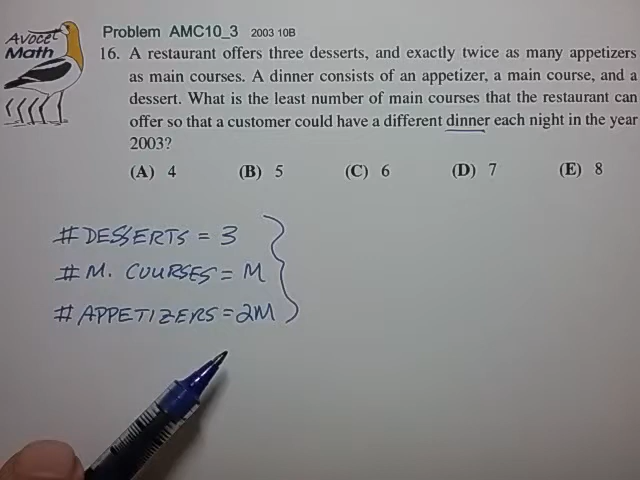 Avocet
Math
Problem AMC10_3 2003 10B
16. A restaurant offers three desserts, and exactly twice as many appetizers
as main courses. A dinner consists of an appetizer, a main course, and a
dessert. What is the least number of main courses that the restaurant can
offer so that a customer could have a different dinner each night in the year
2003?
(A) 4 (B) 5 (C) 6 (D) 7 (E) 8
# DESSERTS = 3
# M. COURSES = M
# APPETIZERS = 2M